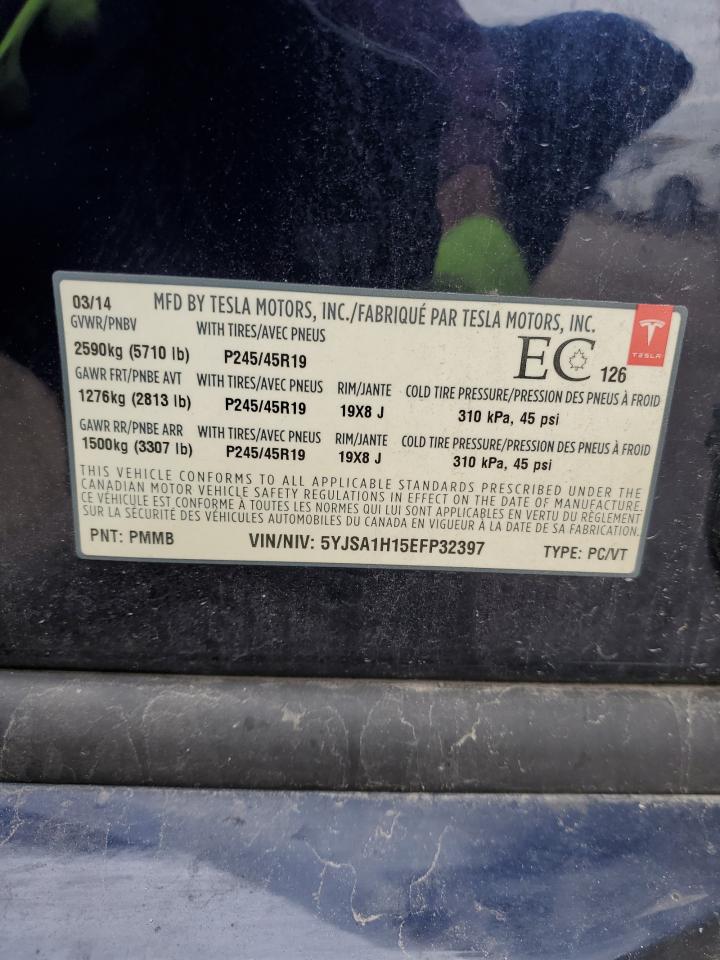 03/14 MFD BY TESLA MOTORS, INC./FABRIQUÉ PAR TESLA MOTORS, INC.
GVWR/PNBV WITH TIRES/AVEC PNEUS
2590kg (5710 lb) P245/45R19 EC 126 TESLA
GAWR FRT/PNBE AVT WITH TIRES/AVEC PNEUS RIM/JANTE COLD TIRE PRESSURE/PRESSION DES PNEUS À FROID
1276kg (2813 lb) P245/45R19 19X8 J 310 kPa, 45 psi
GAWR RR/PNBE ARR WITH TIRES/AVEC PNEUS RIM/JANTE COLD TIRE PRESSURE/PRESSION DES PNEUS À FROID
1500kg (3307 lb) P245/45R19 19X8 J 310 kPa, 45 psi
THIS VEHICLE CONFORMS TO ALL APPLICABLE STANDARDS PRESCRIBED UNDER THE
CANADIAN MOTOR VEHICLE SAFETY REGULATIONS IN EFFECT ON THE DATE OF MANUFACTURE.
CE VÉHICULE EST CONFORME À TOUTES LES NORMES QUI LUI SONT APPLICABLES EN VERTU DU RÈGLEMENT
SUR LA SÉCURITÉ DES VÉHICULES AUTOMOBILES DU CANADA EN VIGUEUR À LA DATE DE SA FABRICATION.
PNT: PMMB VIN/NIV: 5YJSA1H15EFP32397 TYPE: PC/VT